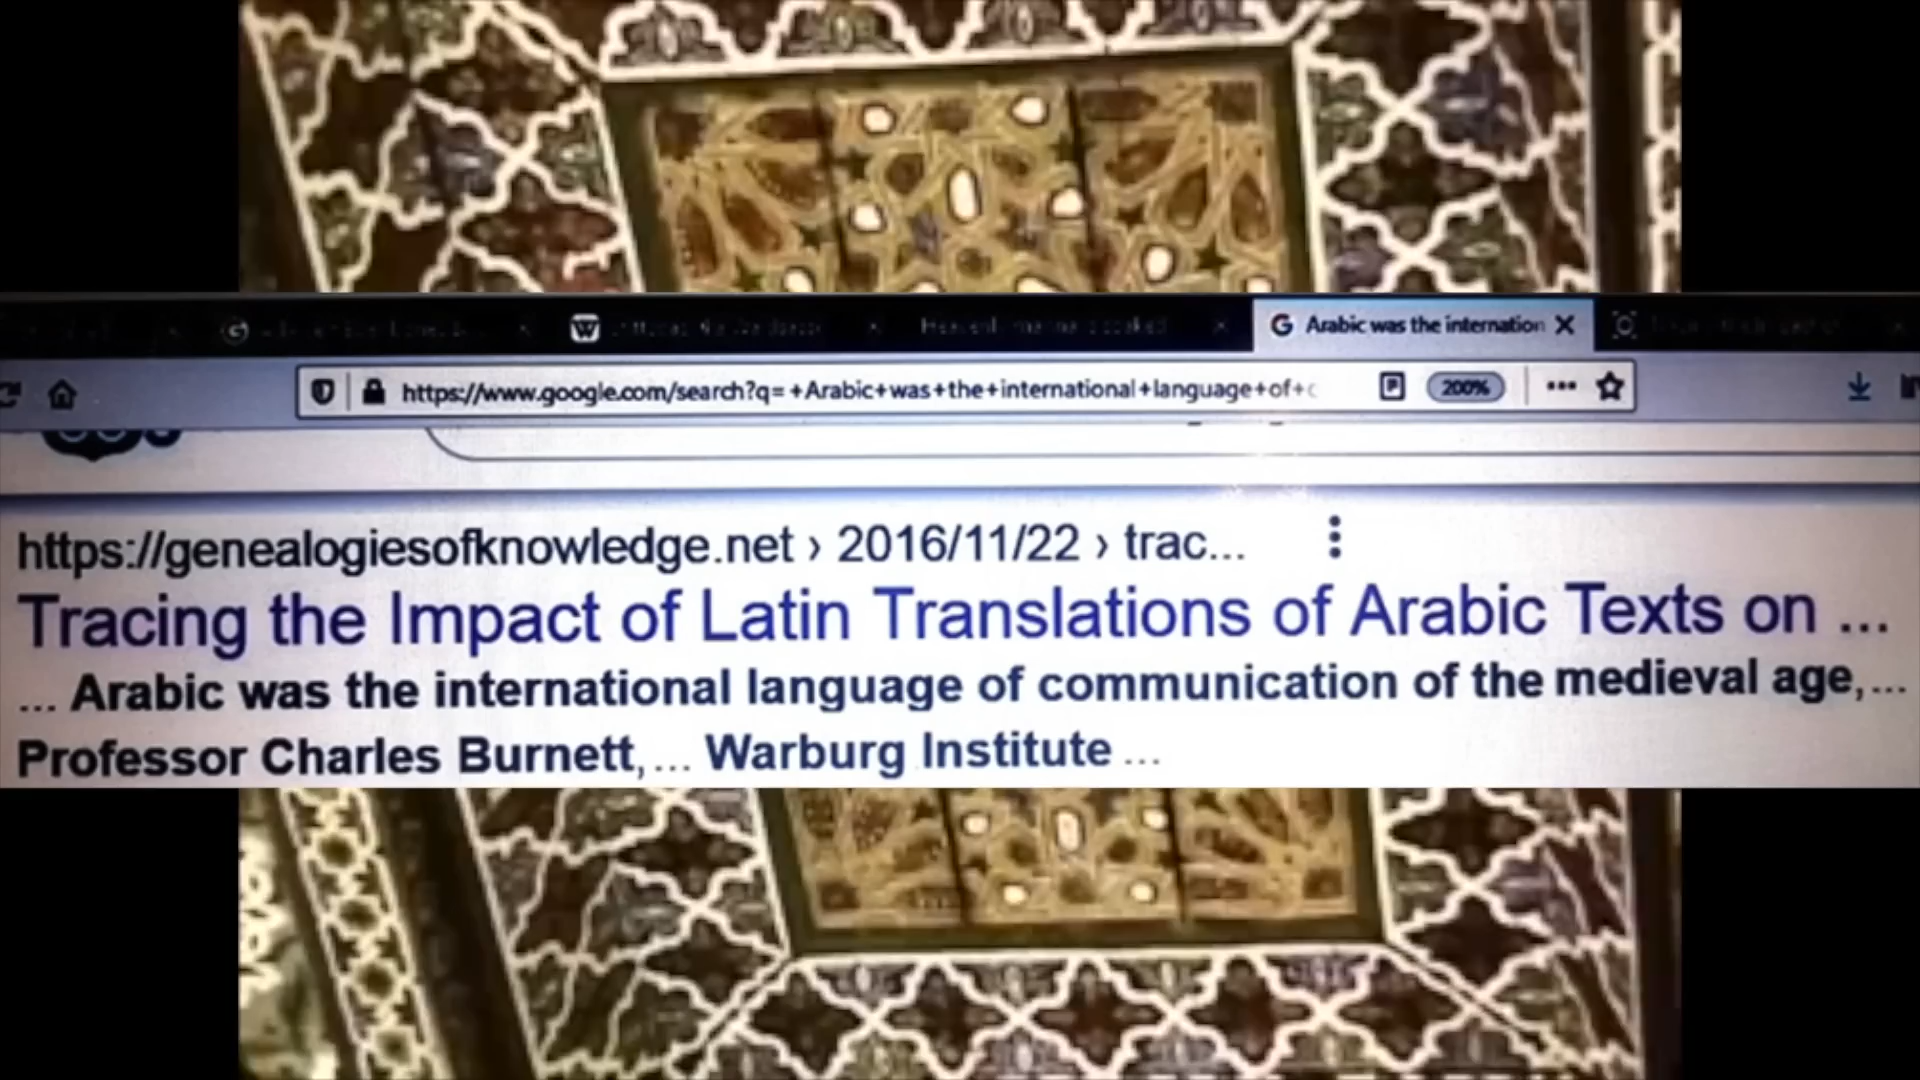 Arabic was the internation
https://www.google.com/search?q= +Arabic+was+the+international+language+of+c
200%
https://genealogiesofknowledge.net › 2016/11/22 › trac...
Tracing the Impact of Latin Translations of Arabic Texts on ...
... Arabic was the international language of communication of the medieval age,...
Professor Charles Burnett,... Warburg Institute ...